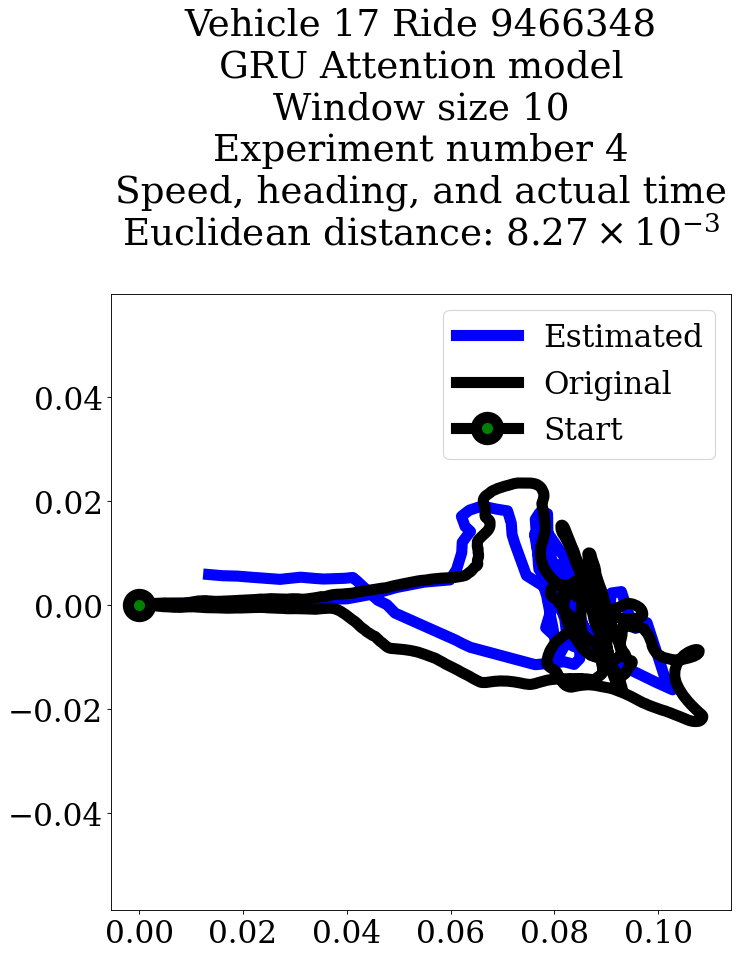 Vehicle 17 Ride 9466348
GRU Attention model
Window size 10
Experiment number 4
Speed, heading, and actual time
Euclidean distance: 8.27 × 10⁻³
Estimated
Original
Start
0.04
0.02
0.00
−0.02
−0.04
0.00 0.02 0.04 0.06 0.08 0.10